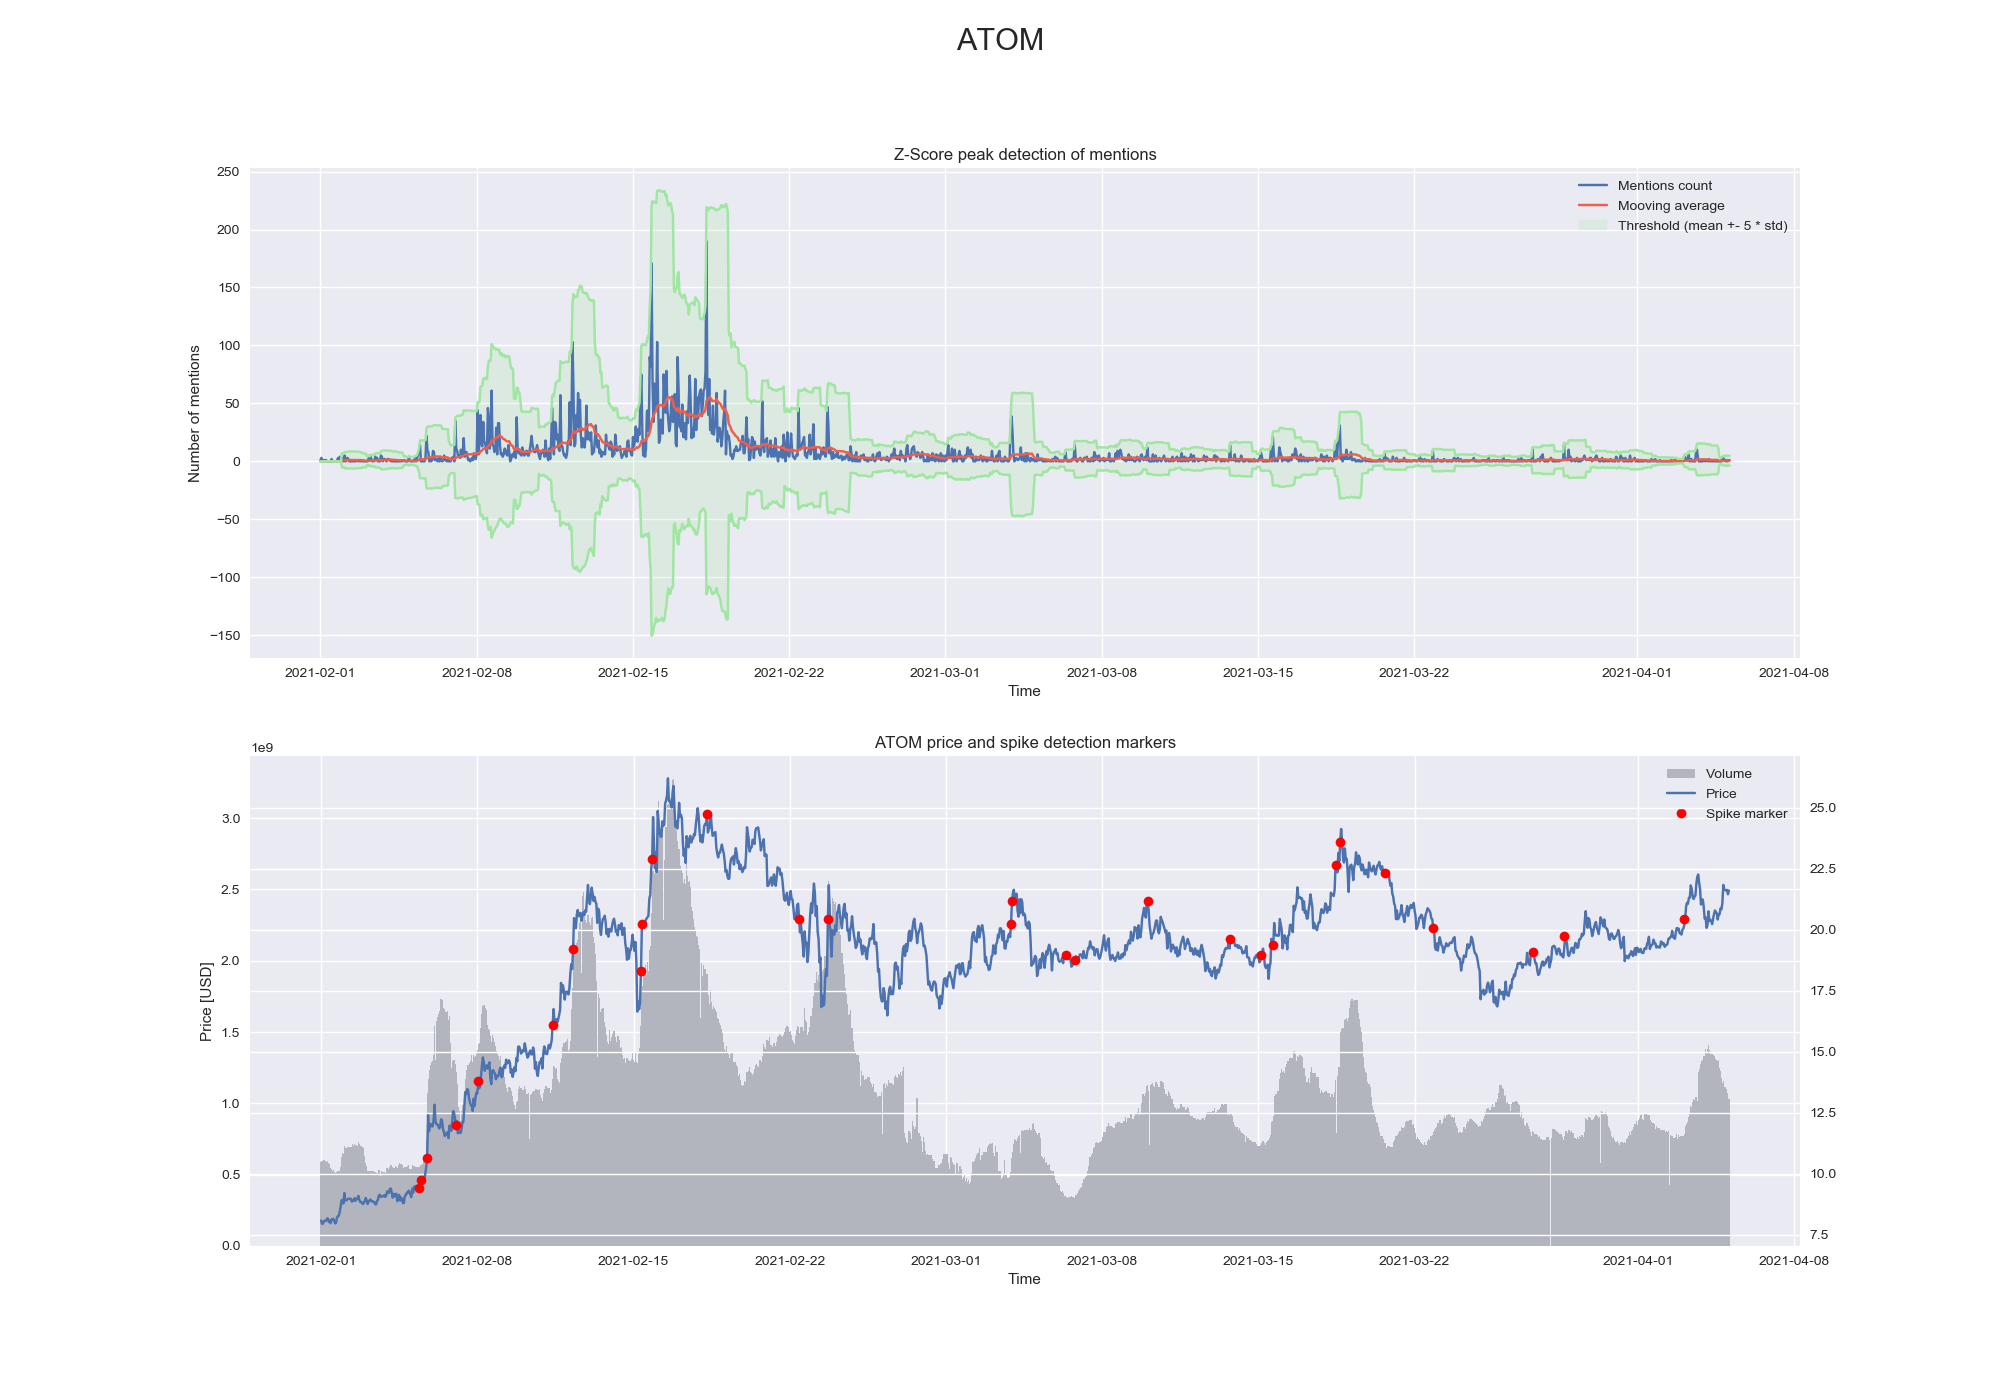 ATOM
Z-Score peak detection of mentions
Mentions count
Mooving average
Threshold (mean +- 5 * std)
250
200
150
100
50
0
−50
−100
−150
Number of mentions
2021-02-01 2021-02-08 2021-02-15 2021-02-22 2021-03-01 2021-03-08 2021-03-15 2021-03-22 2021-04-01 2021-04-08
Time
1e9
ATOM price and spike detection markers
Volume
Price
Spike marker
3.0
2.5
2.0
1.5
1.0
0.5
0.0
Price [USD]
25.0
22.5
20.0
17.5
15.0
12.5
10.0
7.5
2021-02-01 2021-02-08 2021-02-15 2021-02-22 2021-03-01 2021-03-08 2021-03-15 2021-03-22 2021-04-01 2021-04-08
Time